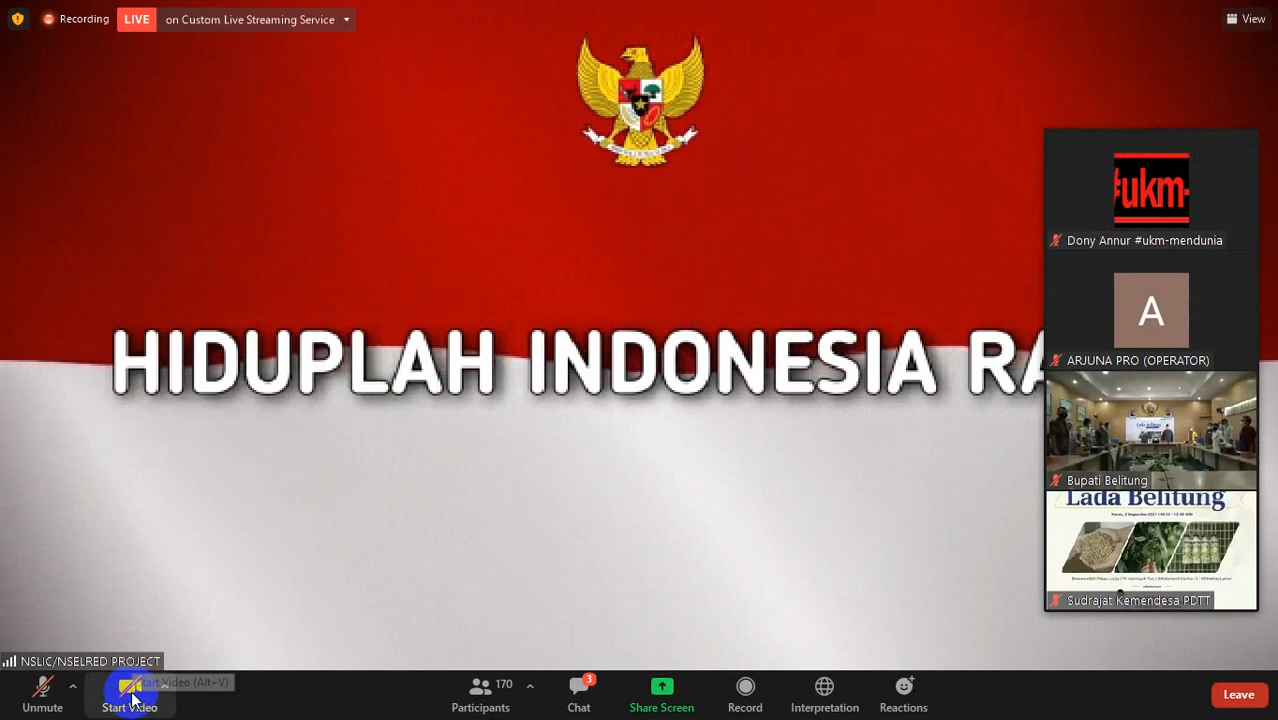 Recording
LIVE on Custom Live Streaming Service
View
HIDUPLAH INDONESIA RA
#ukm-
Dony Annur #ukm-mendunia
A
ARJUNA PRO (OPERATOR)
Lada Belitung
Bupati Belitung
Lada Belitung
Sudrajat Kemendesa PDTT
NSLIC/NSELRED PROJECT
Start Video (Alt+V)
Unmute
Start Video
170
Participants
3
Chat
Share Screen
Record
Interpretation
Reactions
Leave